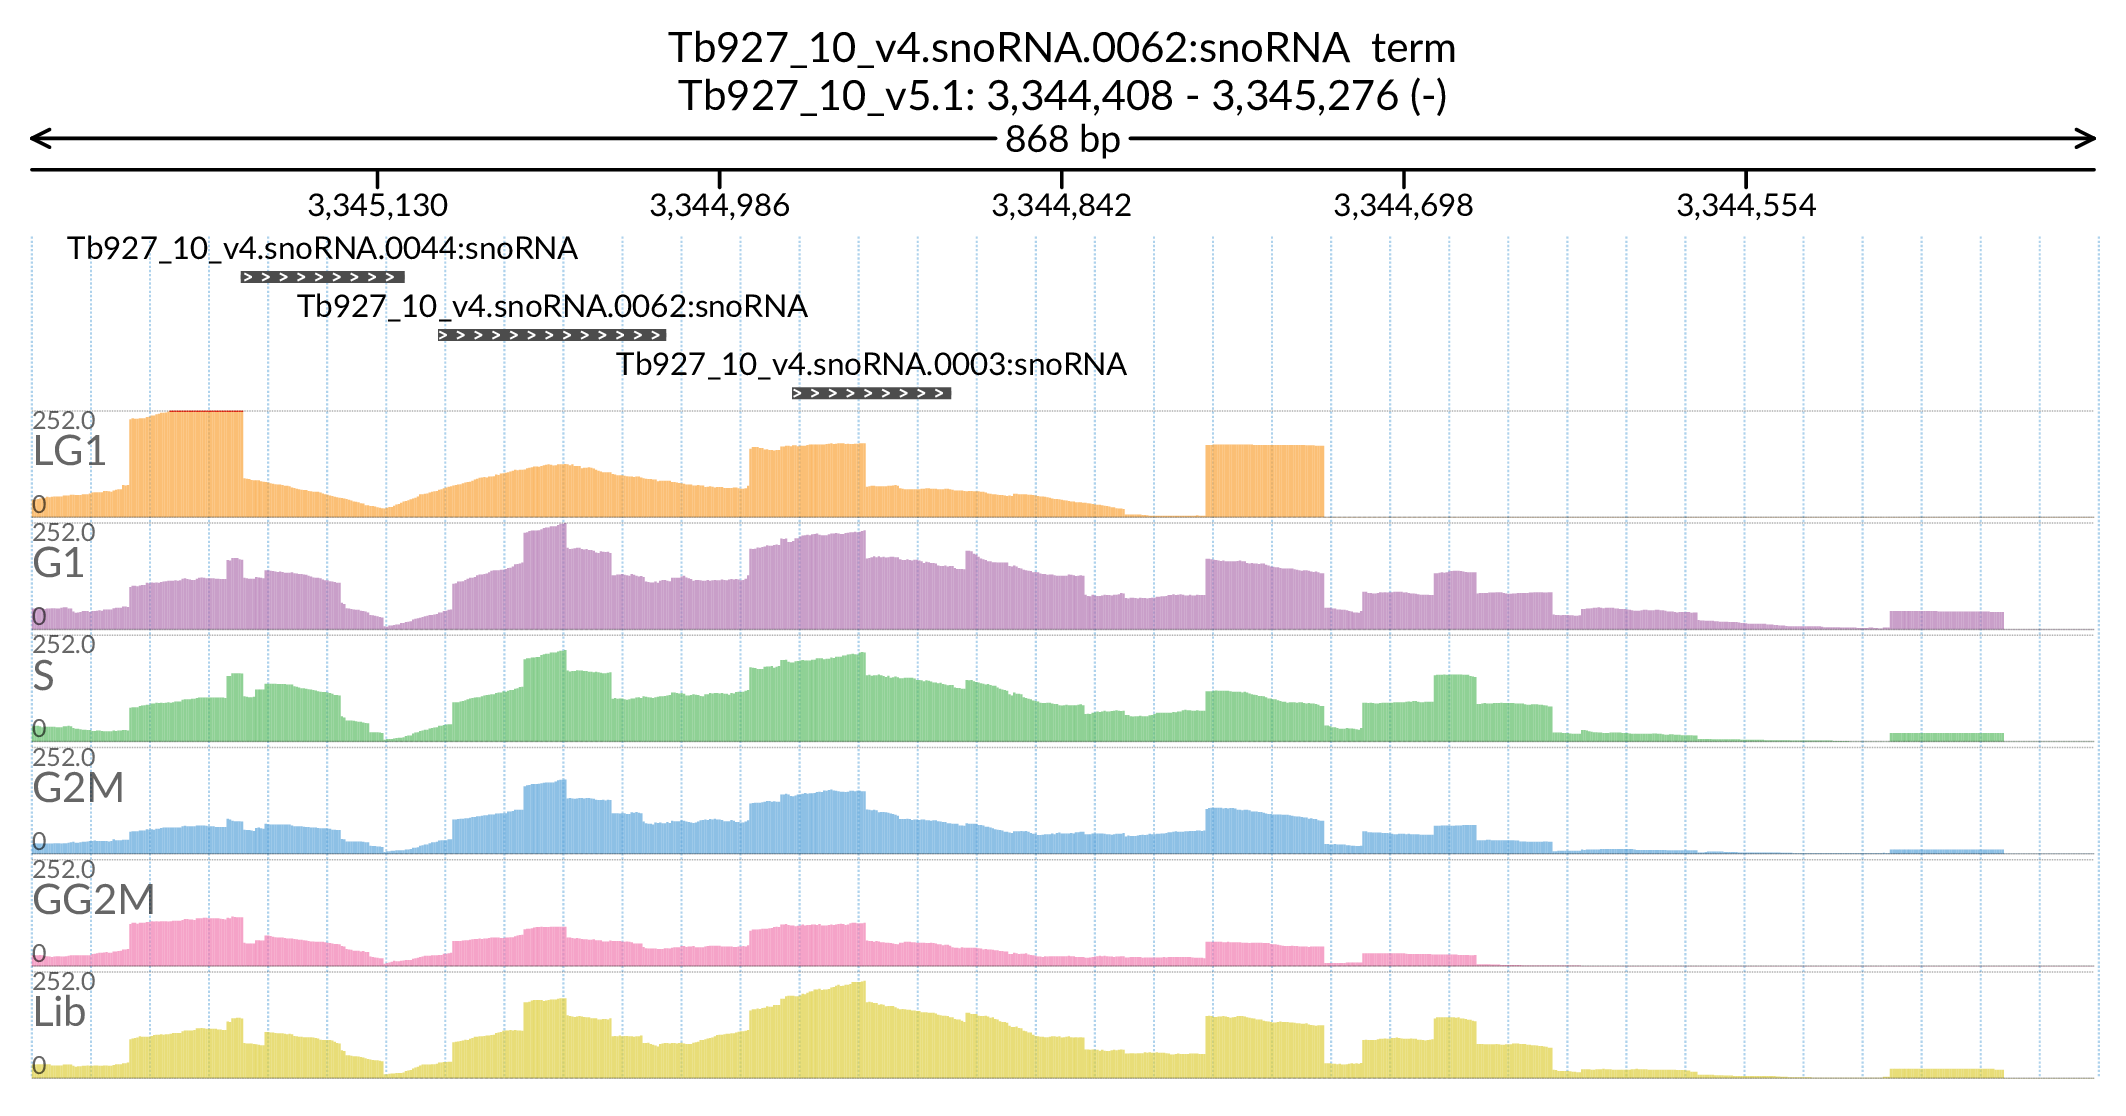 Tb927_10_v4.snoRNA.0062:snoRNA term
Tb927_10_v5.1: 3,344,408 - 3,345,276 (-)
868 bp
3,345,130 3,344,986 3,344,842 3,344,698 3,344,554
Tb927_10_v4.snoRNA.0044:snoRNA
Tb927_10_v4.snoRNA.0062:snoRNA
Tb927_10_v4.snoRNA.0003:snoRNA
252.0
LG1
0
252.0
G1
0
252.0
S
0
252.0
G2M
0
252.0
GG2M
0
252.0
Lib
0